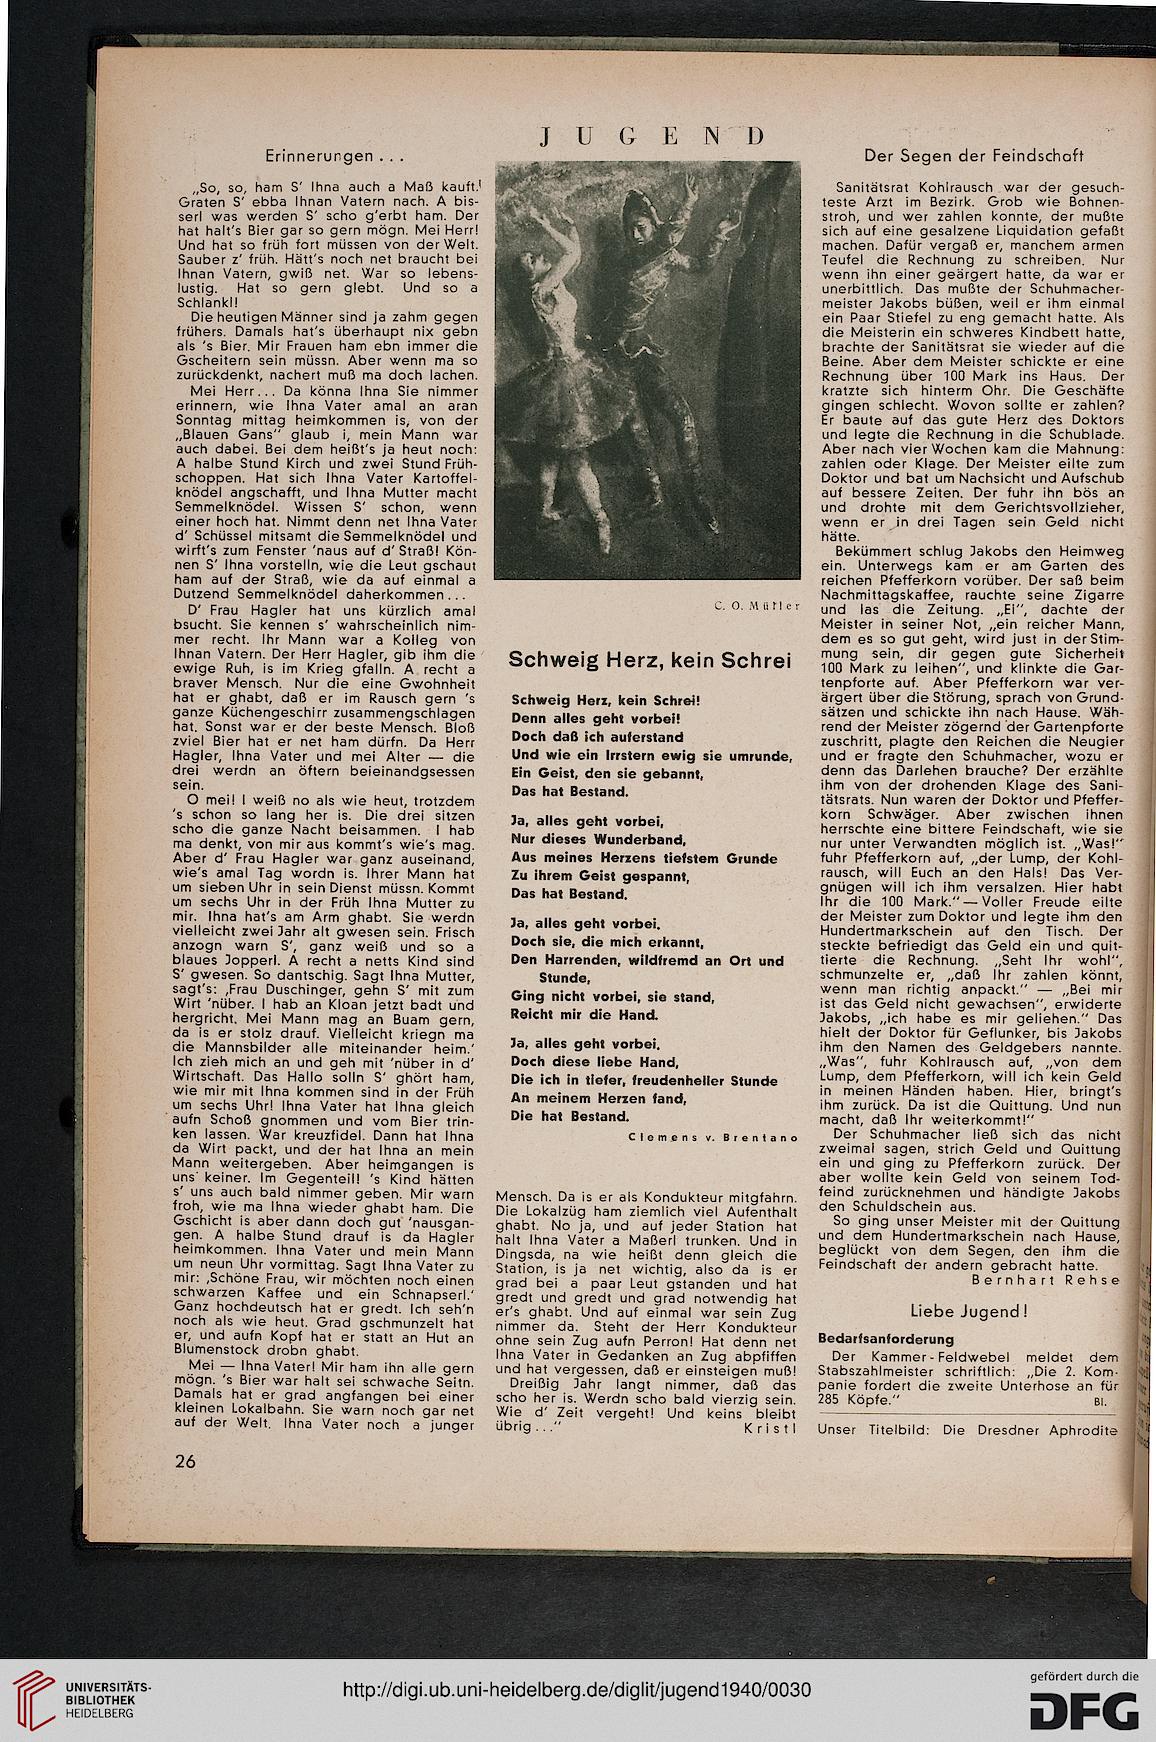 JUGEND
Erinnerungen . . .
„So, so, ham S' Ihna auch a Maß kauft.'
Graten S' ebba Ihnan Vatern nach. A bis-
serl was werden S' scho g'erbt ham. Der
hat halt's Bier gar so gern mögn. Mei Herr!
Und hat so früh fort müssen von der Welt.
Sauber z' früh. Hätt's noch net braucht bei
Ihnan Vatern, gwiß net. War so lebens-
lustig. Hat so gern glebt. Und so a
Schlankl!
Die heutigen Männer sind ja zahm gegen
frühers. Damals hat's überhaupt nix gebn
als 's Bier. Mir Frauen ham ebn immer die
Gscheitern sein müssn. Aber wenn ma so
zurückdenkt, nachert muß ma doch lachen.
Mei Herr... Da könna Ihna Sie nimmer
erinnern, wie Ihna Vater amal an aran
Sonntag mittag heimkommen is, von der
„Blauen Gans" glaub i, mein Mann war
auch dabei. Bei dem heißt's ja heut noch:
A halbe Stund Kirch und zwei Stund Früh-
schoppen. Hat sich Ihna Vater Kartoffel-
knödel angschafft, und Ihna Mutter macht
Semmelknödel. Wissen S' schon, wenn
einer hoch hat. Nimmt denn net Ihna Vater
d' Schüssel mitsamt die Semmelknödel und
wirft's zum Fenster 'naus auf d' Straß! Kön-
nen S' Ihna vorstelln, wie die Leut gschaut
ham auf der Straß, wie da auf einmal a
Dutzend Semmelknödel daherkommen...
D' Frau Hagler hat uns kürzlich amal
bsucht. Sie kennen s' wahrscheinlich nim-
mer recht. Ihr Mann war a Kolleg von
Ihnan Vatern. Der Herr Hagler, gib ihm die
ewige Ruh, is im Krieg gfalln. A recht a
braver Mensch. Nur die eine Gwohnheit
hat er ghabt, daß er im Rausch gern 's
ganze Küchengeschirr zusammengschlagen
hat. Sonst war er der beste Mensch. Bloß
zviel Bier hat er net ham dürfn. Da Herr
Hagler, Ihna Vater und mei Alter — die
drei werdn an öftern beieinandgsessen
sein.
O mei! I weiß no als wie heut, trotzdem
's schon so lang her is. Die drei sitzen
scho die ganze Nacht beisammen. I hab
ma denkt, von mir aus kommt's wie's mag.
Aber d' Frau Hagler war ganz auseinand,
wie's amal Tag wordn is. Ihrer Mann hat
um sieben Uhr in sein Dienst müssn. Kommt
um sechs Uhr in der Früh Ihna Mutter zu
mir. Ihna hat's am Arm ghabt. Sie werdn
vielleicht zwei Jahr alt gwesen sein. Frisch
anzogn warn S', ganz weiß und so a
blaues Jopperl. A recht a netts Kind sind
S' gwesen. So dantschig. Sagt Ihna Mutter,
sagt's: ‚Frau Duschinger, gehn S' mit zum
Wirt 'nüber. I hab an Kloan jetzt badt und
hergricht. Mei Mann mag an Buam gern,
da is er stolz drauf. Vielleicht kriegn ma
die Mannsbilder alle miteinander heim.'
Ich zieh mich an und geh mit 'nüber in d'
Wirtschaft. Das Hallo solln S' ghört ham,
wie mir mit Ihna kommen sind in der Früh
um sechs Uhr! Ihna Vater hat Ihna gleich
aufn Schoß gnommen und vom Bier trin-
ken lassen. War kreuzfidel. Dann hat Ihna
da Wirt packt, und der hat Ihna an mein
Mann weitergeben. Aber heimgangen is
uns keiner. Im Gegenteil! 's Kind hätten
s' uns auch bald nimmer geben. Mir warn
froh, wie ma Ihna wieder ghabt ham. Die
Gschicht is aber dann doch gut 'nausgan-
gen. A halbe Stund drauf is da Hagler
heimkommen. Ihna Vater und mein Mann
um neun Uhr vormittag. Sagt Ihna Vater zu
mir: ‚Schöne Frau, wir möchten noch einen
schwarzen Kaffee und ein Schnapserl.'
Ganz hochdeutsch hat er gredt. Ich seh'n
noch als wie heut. Grad gschmunzelt hat
er, und aufn Kopf hat er statt an Hut an
Blumenstock drobn ghabt.
Mei — Ihna Vater! Mir ham ihn alle gern
mögn. 's Bier war halt sei schwache Seitn.
Damals hat er grad angfangen bei einer
kleinen Lokalbahn. Sie warn noch gar net
auf der Welt. Ihna Vater noch a junger
C. O. Müller
Schweig Herz, kein Schrei
Schweig Herz, kein Schrei!
Denn alles geht vorbei!
Doch daß ich auferstand
Und wie ein Irrstern ewig sie umrunde,
Ein Geist, den sie gebannt,
Das hat Bestand.
Ja, alles geht vorbei,
Nur dieses Wunderband,
Aus meines Herzens tiefstem Grunde
Zu ihrem Geist gespannt,
Das hat Bestand.
Ja, alles geht vorbei.
Doch sie, die mich erkannt,
Den Harrenden, wildfremd an Ort und
Stunde,
Ging nicht vorbei, sie stand,
Reicht mir die Hand.
Ja, alles geht vorbei.
Doch diese liebe Hand,
Die ich in tiefer, freudenheller Stunde
An meinem Herzen fand,
Die hat Bestand.
Clemens v. Brentano
Mensch. Da is er als Kondukteur mitgfahrn.
Die Lokalzüg ham ziemlich viel Aufenthalt
ghabt. No ja, und auf jeder Station hat
halt Ihna Vater a Maßerl trunken. Und in
Dingsda, na wie heißt denn gleich die
Station, is ja net wichtig, also da is er
grad bei a paar Leut gstanden und hat
gredt und gredt und grad notwendig hat
er's ghabt. Und auf einmal war sein Zug
nimmer da. Steht der Herr Kondukteur
ohne sein Zug aufn Perron! Hat denn net
Ihna Vater in Gedanken an Zug abpfiffen
und hat vergessen, daß er einsteigen muß!
Dreißig Jahr langt nimmer, daß das
scho her is. Werdn scho bald vierzig sein.
Wie d' Zeit vergeht! Und keins bleibt
übrig..." Kristl
Der Segen der Feindschaft
Sanitätsrat Kohlrausch war der gesuch-
teste Arzt im Bezirk. Grob wie Bohnen-
stroh, und wer zahlen konnte, der mußte
sich auf eine gesalzene Liquidation gefaßt
machen. Dafür vergaß er, manchem armen
Teufel die Rechnung zu schreiben. Nur
wenn ihn einer geärgert hatte, da war er
unerbittlich. Das mußte der Schuhmacher-
meister Jakobs büßen, weil er ihm einmal
ein Paar Stiefel zu eng gemacht hatte. Als
die Meisterin ein schweres Kindbett hatte,
brachte der Sanitätsrat sie wieder auf die
Beine. Aber dem Meister schickte er eine
Rechnung über 100 Mark ins Haus. Der
kratzte sich hinterm Ohr. Die Geschäfte
gingen schlecht. Wovon sollte er zahlen?
Er baute auf das gute Herz des Doktors
und legte die Rechnung in die Schublade.
Aber nach vier Wochen kam die Mahnung:
zahlen oder Klage. Der Meister eilte zum
Doktor und bat um Nachsicht und Aufschub
auf bessere Zeiten. Der fuhr ihn bös an
und drohte mit dem Gerichtsvollzieher,
wenn er in drei Tagen sein Geld nicht
hätte.
Bekümmert schlug Jakobs den Heimweg
ein. Unterwegs kam er am Garten des
reichen Pfefferkorn vorüber. Der saß beim
Nachmittagskaffee, rauchte seine Zigarre
und las die Zeitung. „Ei", dachte der
Meister in seiner Not, „ein reicher Mann,
dem es so gut geht, wird just in der Stim-
mung sein, dir gegen gute Sicherheit
100 Mark zu leihen", und klinkte die Gar-
tenpforte auf. Aber Pfefferkorn war ver-
ärgert über die Störung, sprach von Grund-
sätzen und schickte ihn nach Hause. Wäh-
rend der Meister zögernd der Gartenpforte
zuschritt, plagte den Reichen die Neugier
und er fragte den Schuhmacher, wozu er
denn das Darlehen brauche? Der erzählte
ihm von der drohenden Klage des Sani-
tätsrats. Nun waren der Doktor und Pfeffer-
korn Schwäger. Aber zwischen ihnen
herrschte eine bittere Feindschaft, wie sie
nur unter Verwandten möglich ist. „Was!"
fuhr Pfefferkorn auf, „der Lump, der Kohl-
rausch, will Euch an den Hals! Das Ver-
gnügen will ich ihm versalzen. Hier habt
Ihr die 100 Mark." — Voller Freude eilte
der Meister zum Doktor und legte ihm den
Hundertmarkschein auf den Tisch. Der
steckte befriedigt das Geld ein und quit-
tierte die Rechnung. „Seht Ihr wohl",
schmunzelte er, „daß Ihr zahlen könnt,
wenn man richtig anpackt." — „Bei mir
ist das Geld nicht gewachsen", erwiderte
Jakobs, „ich habe es mir geliehen." Das
hielt der Doktor für Geflunker, bis Jakobs
ihm den Namen des Geldgebers nannte.
„Was", fuhr Kohlrausch auf, „von dem
Lump, dem Pfefferkorn, will ich kein Geld
in meinen Händen haben. Hier, bringt's
ihm zurück. Da ist die Quittung. Und nun
macht, daß Ihr weiterkommt!"
Der Schuhmacher ließ sich das nicht
zweimal sagen, strich Geld und Quittung
ein und ging zu Pfefferkorn zurück. Der
aber wollte kein Geld von seinem Tod-
feind zurücknehmen und händigte Jakobs
den Schuldschein aus.
So ging unser Meister mit der Quittung
und dem Hundertmarkschein nach Hause,
beglückt von dem Segen, den ihm die
Feindschaft der andern gebracht hatte.
Bernhart Rehse
Liebe Jugend!
Bedarfsanforderung
Der Kammer-Feldwebel meldet dem
Stabszahlmeister schriftlich: „Die 2. Kom-
panie fordert die zweite Unterhose an für
285 Köpfe." Bl.
Unser Titelbild: Die Dresdner Aphrodite
26
UNIVERSITÄTS-
BIBLIOTHEK
HEIDELBERG
http://digi.ub.uni-heidelberg.de/diglit/jugend1940/0030
gefördert durch die
DFG